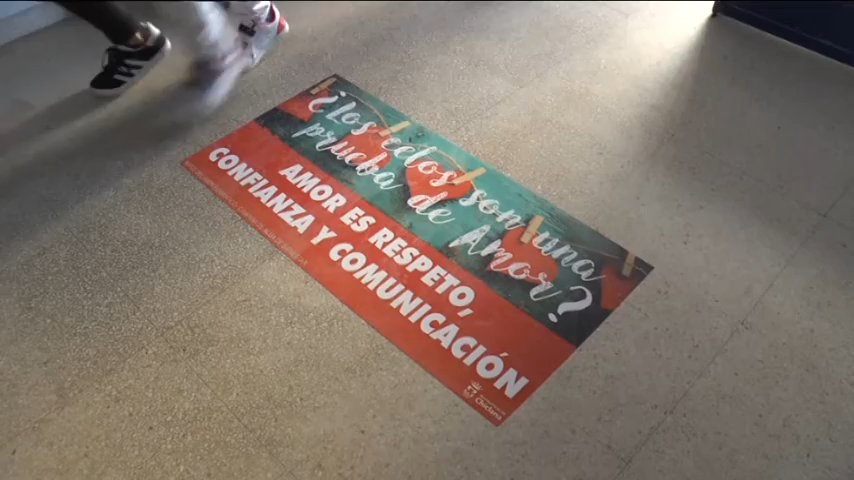 ¿Los celos son una
prueba de Amor?
AMOR ES RESPETO,
CONFIANZA Y COMUNICACIÓN
Chiclana